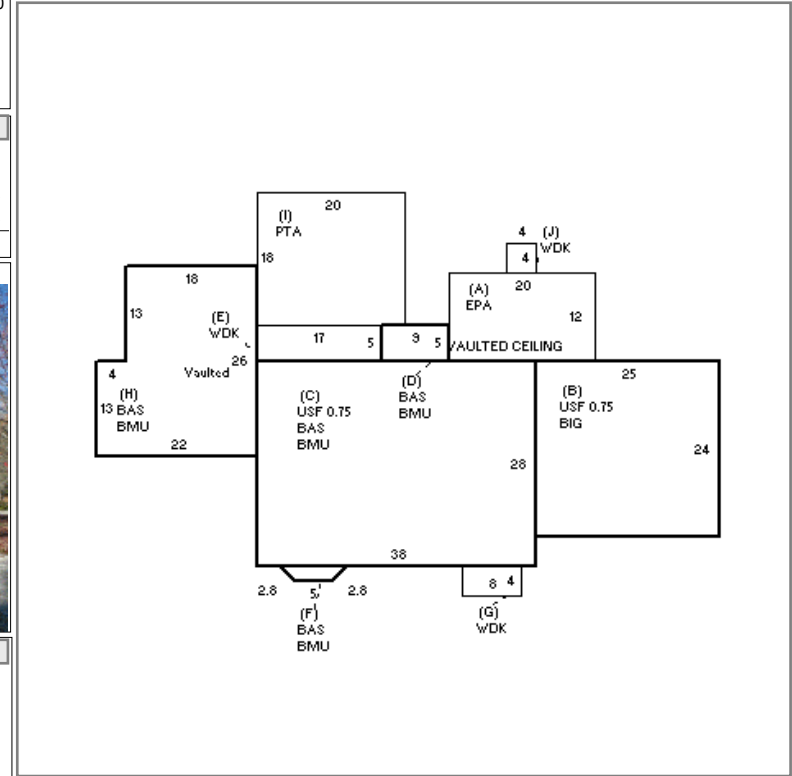 20
(I)
PTA
18
4 (J)
WDK
4
18
(A)
EPA
20
13
(E)
WDK
12
17
5
9
5
VAULTED CEILING
26
Vaulted
4
(H)
13 BAS
BMU
22
(C)
USF 0.75
BAS
BMU
(D)
BAS
BMU
25
(B)
USF 0.75
BIG
24
28
38
2.8
5
2.8
(F)
BAS
BMU
8 4
(G)
WDK